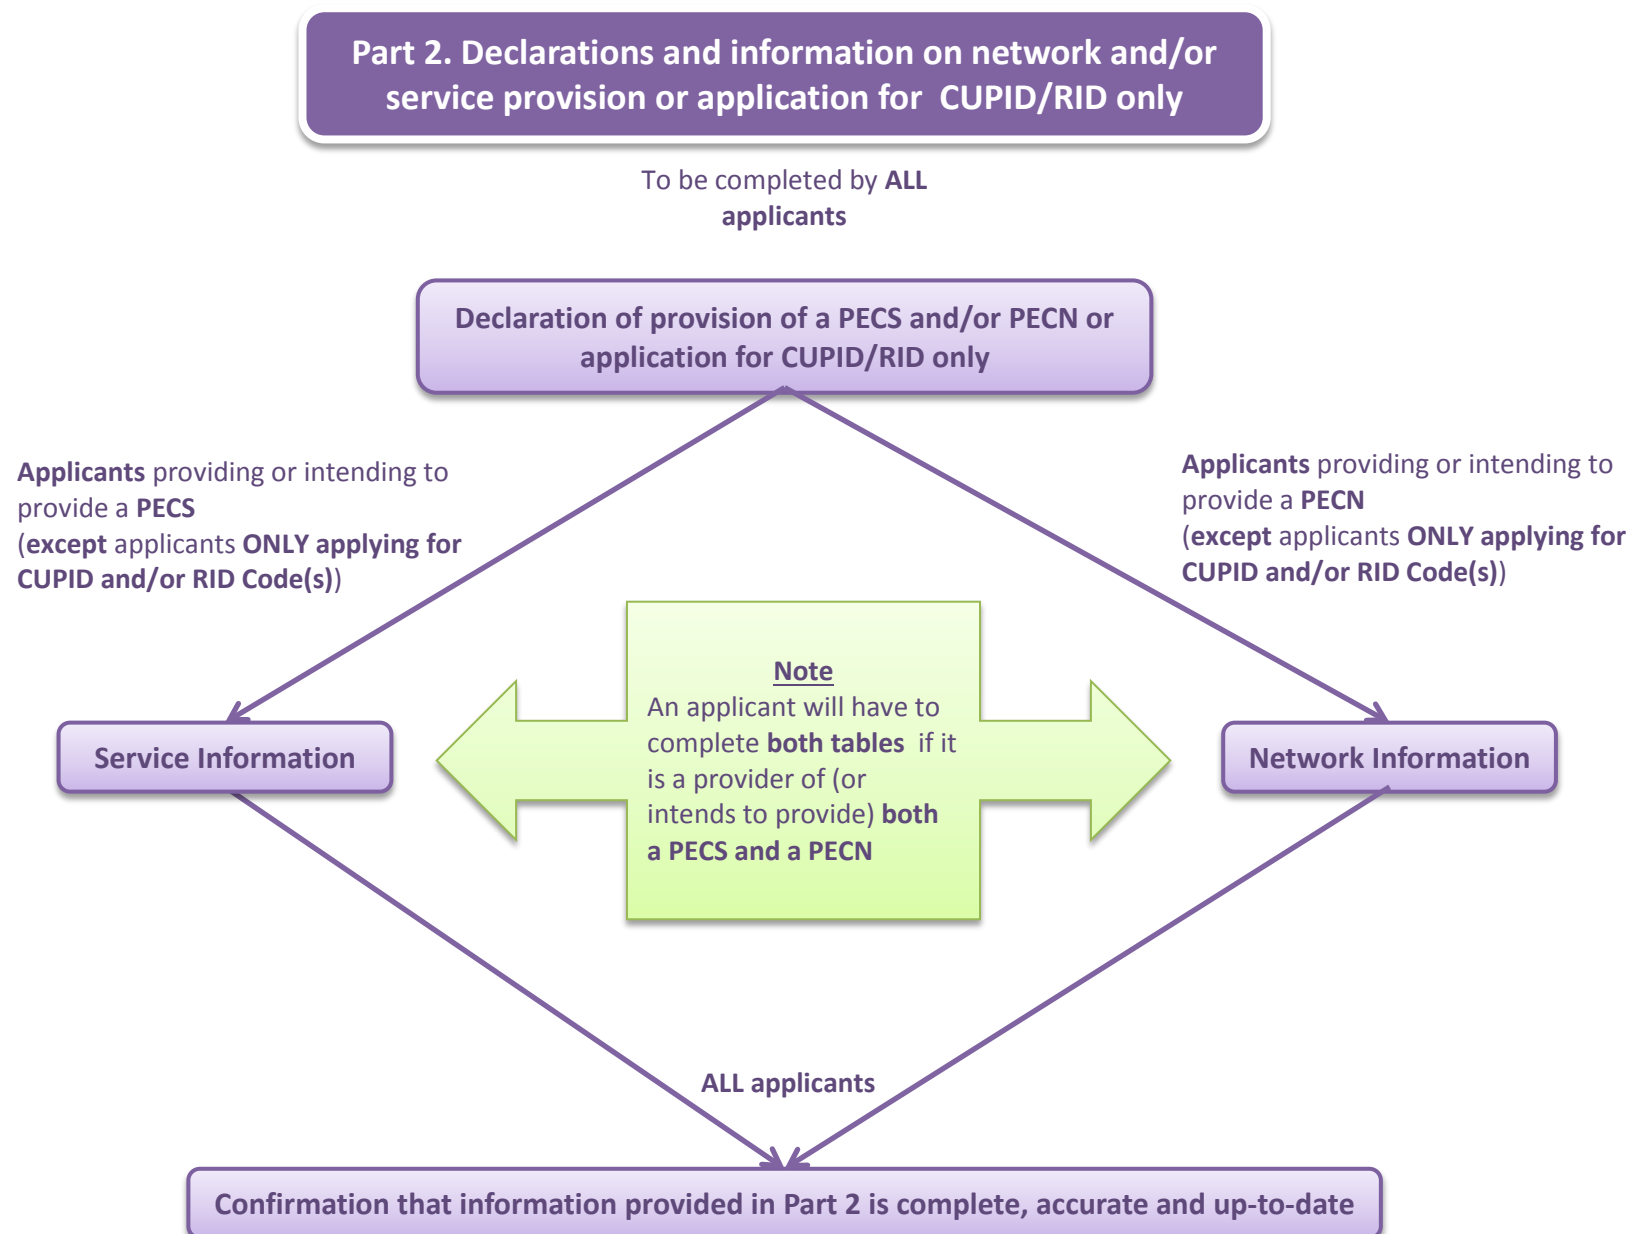 Part 2. Declarations and information on network and/or
service provision or application for CUPID/RID only
To be completed by ALL
applicants
Declaration of provision of a PECS and/or PECN or
application for CUPID/RID only
Applicants providing or intending to
provide a PECS
(except applicants ONLY applying for
CUPID and/or RID Code(s))
Applicants providing or intending to
provide a PECN
(except applicants ONLY applying for
CUPID and/or RID Code(s))
Note
An applicant will have to
complete both tables if it
is a provider of (or
intends to provide) both
a PECS and a PECN
Service Information
Network Information
ALL applicants
Confirmation that information provided in Part 2 is complete, accurate and up-to-date